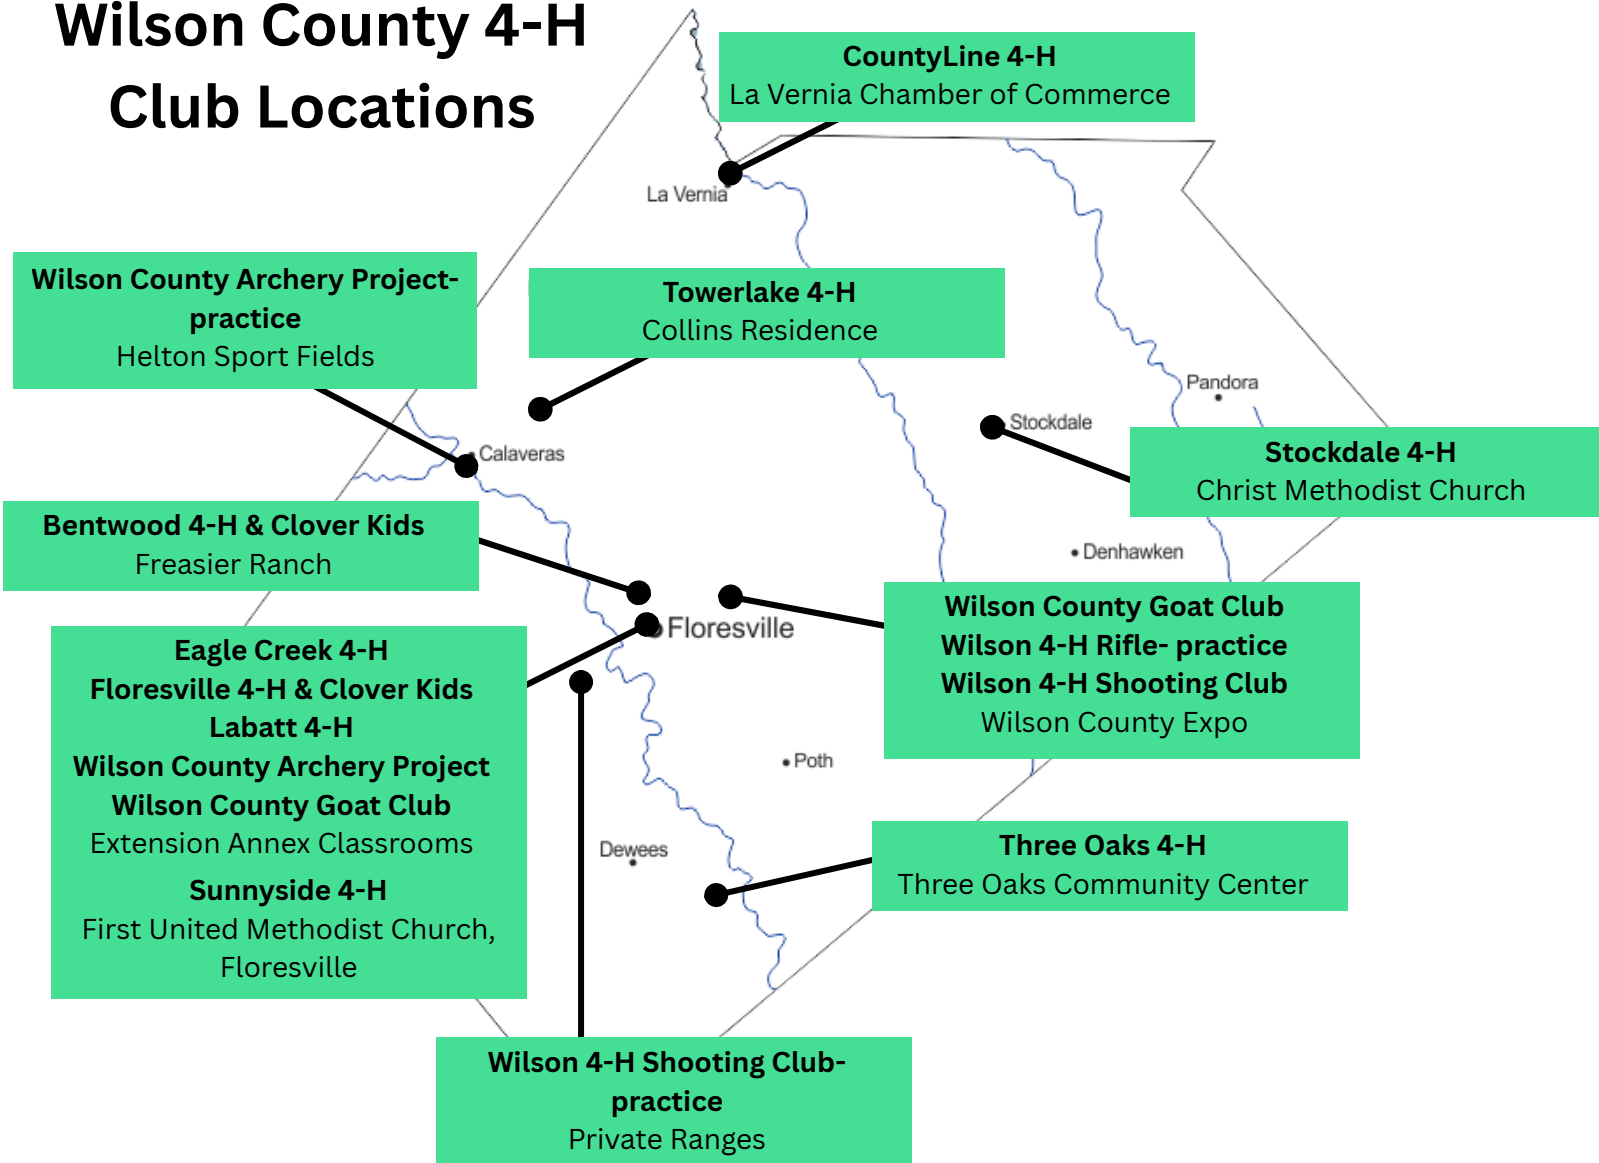 Wilson County 4-H
Club Locations
CountyLine 4-H
La Vernia Chamber of Commerce
La Vernia
Wilson County Archery Project-
practice
Helton Sport Fields
Towerlake 4-H
Collins Residence
Pandora
Stockdale
Calaveras
Stockdale 4-H
Christ Methodist Church
Bentwood 4-H & Clover Kids
Freasier Ranch
Denhawken
Wilson County Goat Club
Wilson 4-H Rifle- practice
Wilson 4-H Shooting Club
Wilson County Expo
Floresville
Eagle Creek 4-H
Floresville 4-H & Clover Kids
Labatt 4-H
Wilson County Archery Project
Wilson County Goat Club
Extension Annex Classrooms
Sunnyside 4-H
First United Methodist Church,
Floresville
Poth
Dewees
Three Oaks 4-H
Three Oaks Community Center
Wilson 4-H Shooting Club-
practice
Private Ranges